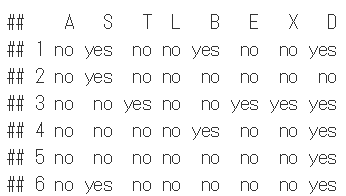 ##     A   S   T  L   B   E   X   D
## 1 no yes  no no yes  no  no yes
## 2 no yes  no no  no  no  no  no
## 3 no  no yes no  no yes yes yes
## 4 no  no  no no yes  no  no yes
## 5 no  no  no no  no  no  no yes
## 6 no yes  no no  no  no  no yes